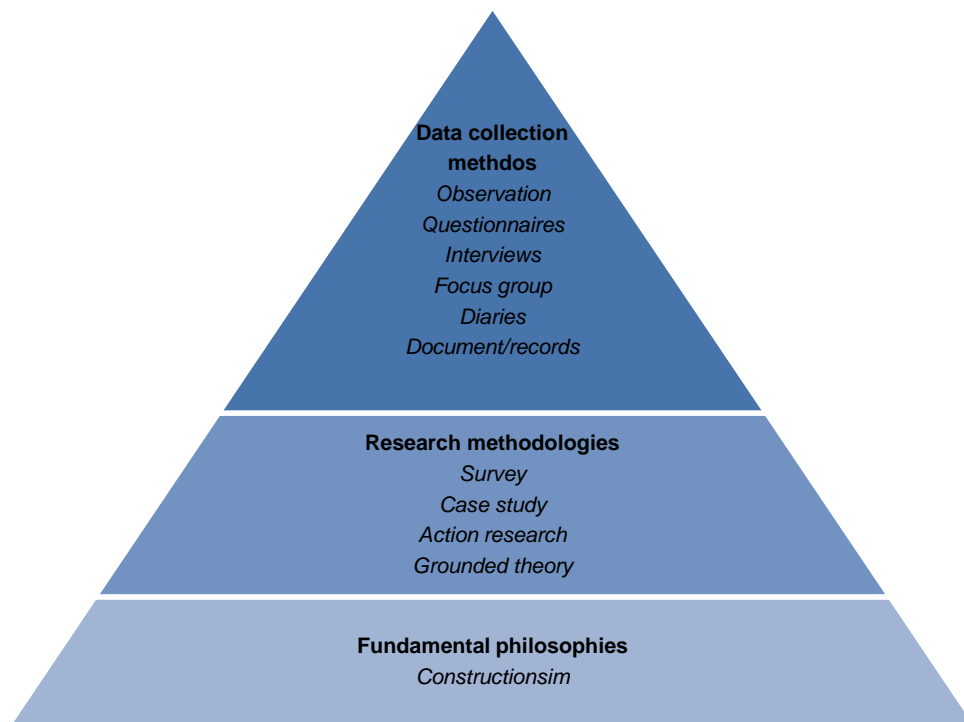 Data collection
methdos
Observation
Questionnaires
Interviews
Focus group
Diaries
Document/records
Research methodologies
Survey
Case study
Action research
Grounded theory
Fundamental philosophies
Constructionsim